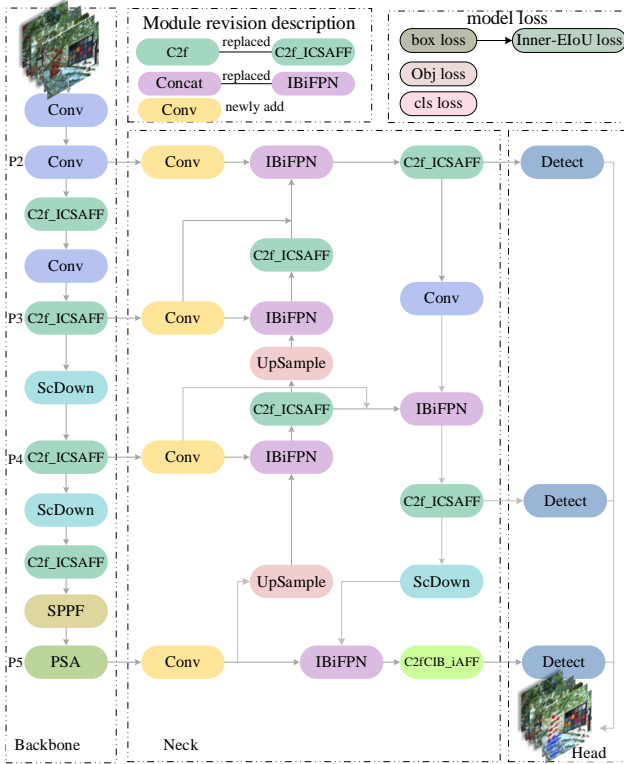 Module revision description
C2f
replaced
C2f_ICSAFF
Concat
replaced
IBiFPN
Conv
newly add
model loss
box loss
Inner-EIoU loss
Obj loss
cls loss
Conv
P2
Conv
C2f_ICSAFF
Conv
P3
C2f_ICSAFF
ScDown
P4
C2f_ICSAFF
ScDown
C2f_ICSAFF
SPPF
P5
PSA
Backbone
Conv
IBiFPN
C2f_ICSAFF
C2f_ICSAFF
Conv
Conv
IBiFPN
UpSample
C2f_ICSAFF
IBiFPN
Conv
IBiFPN
C2f_ICSAFF
UpSample
ScDown
Conv
IBiFPN
C2fCIB_iAFF
Neck
Detect
Detect
Detect
Head